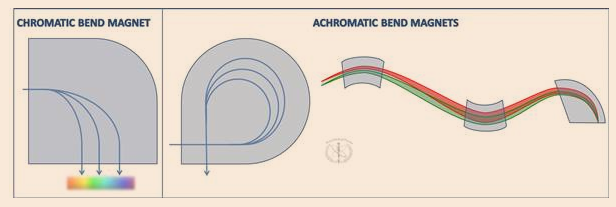 CHROMATIC BEND MAGNET
ACHROMATIC BEND MAGNETS